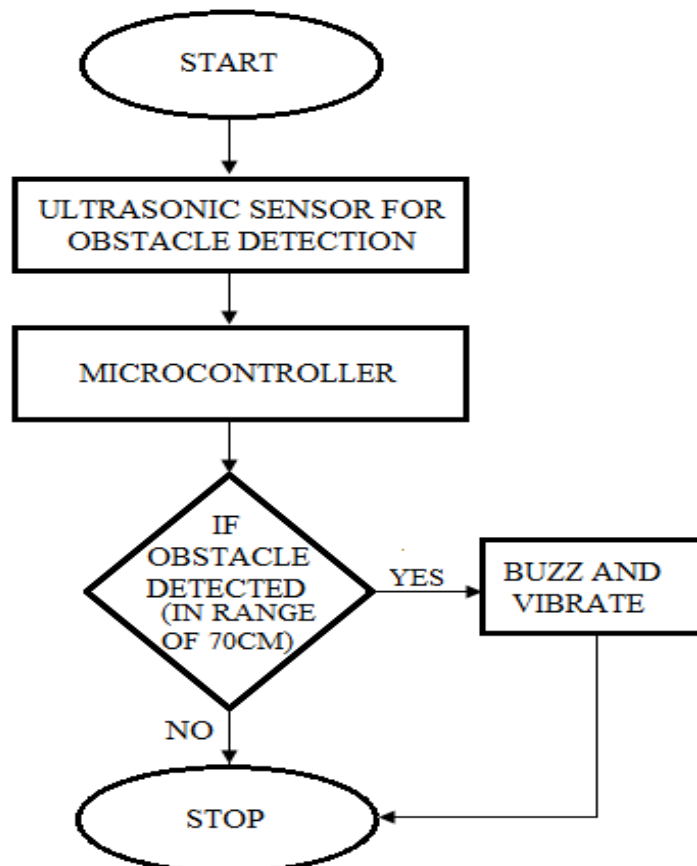 START
ULTRASONIC SENSOR FOR
OBSTACLE DETECTION
MICROCONTROLLER
IF
OBSTACLE
DETECTED
(IN RANGE
OF 70CM)
YES
BUZZ AND
VIBRATE
NO
STOP